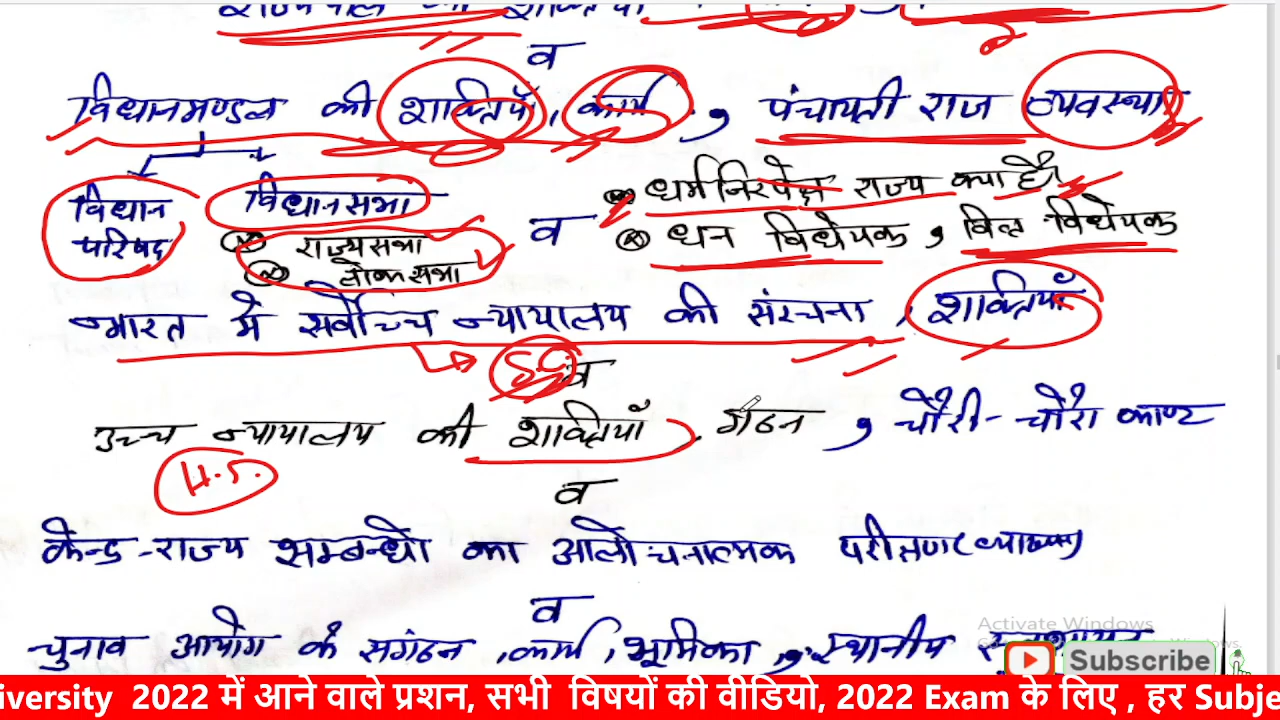 राज्यपाल की शक्तियाँ
व
विधानमण्डल की शक्तियाँ, कार्य, पंचायती राज व्यवस्था
विधान परिषद
विधानसभा
राज्यसभा
लोकसभा
व
धर्मनिरपेक्ष राज्य क्या है।
धन विधेयक, वित्त विधेयक
भारत में सर्वोच्च न्यायालय की संरचना, शक्तियाँ
S.C.
व
उच्च न्यायालय की शक्तियाँ, गठन, चौरी-चौरा काण्ड
H.C.
व
केन्द्र-राज्य सम्बन्धो का आलोचनात्मक परीक्षण
व
चुनाव आयोग के संगठन, कार्य, भूमिका, स्थानीय
Activate Windows
Subscribe
iversity 2022 में आने वाले प्रशन, सभी विषयों की वीडियो, 2022 Exam के लिए , हर Subje